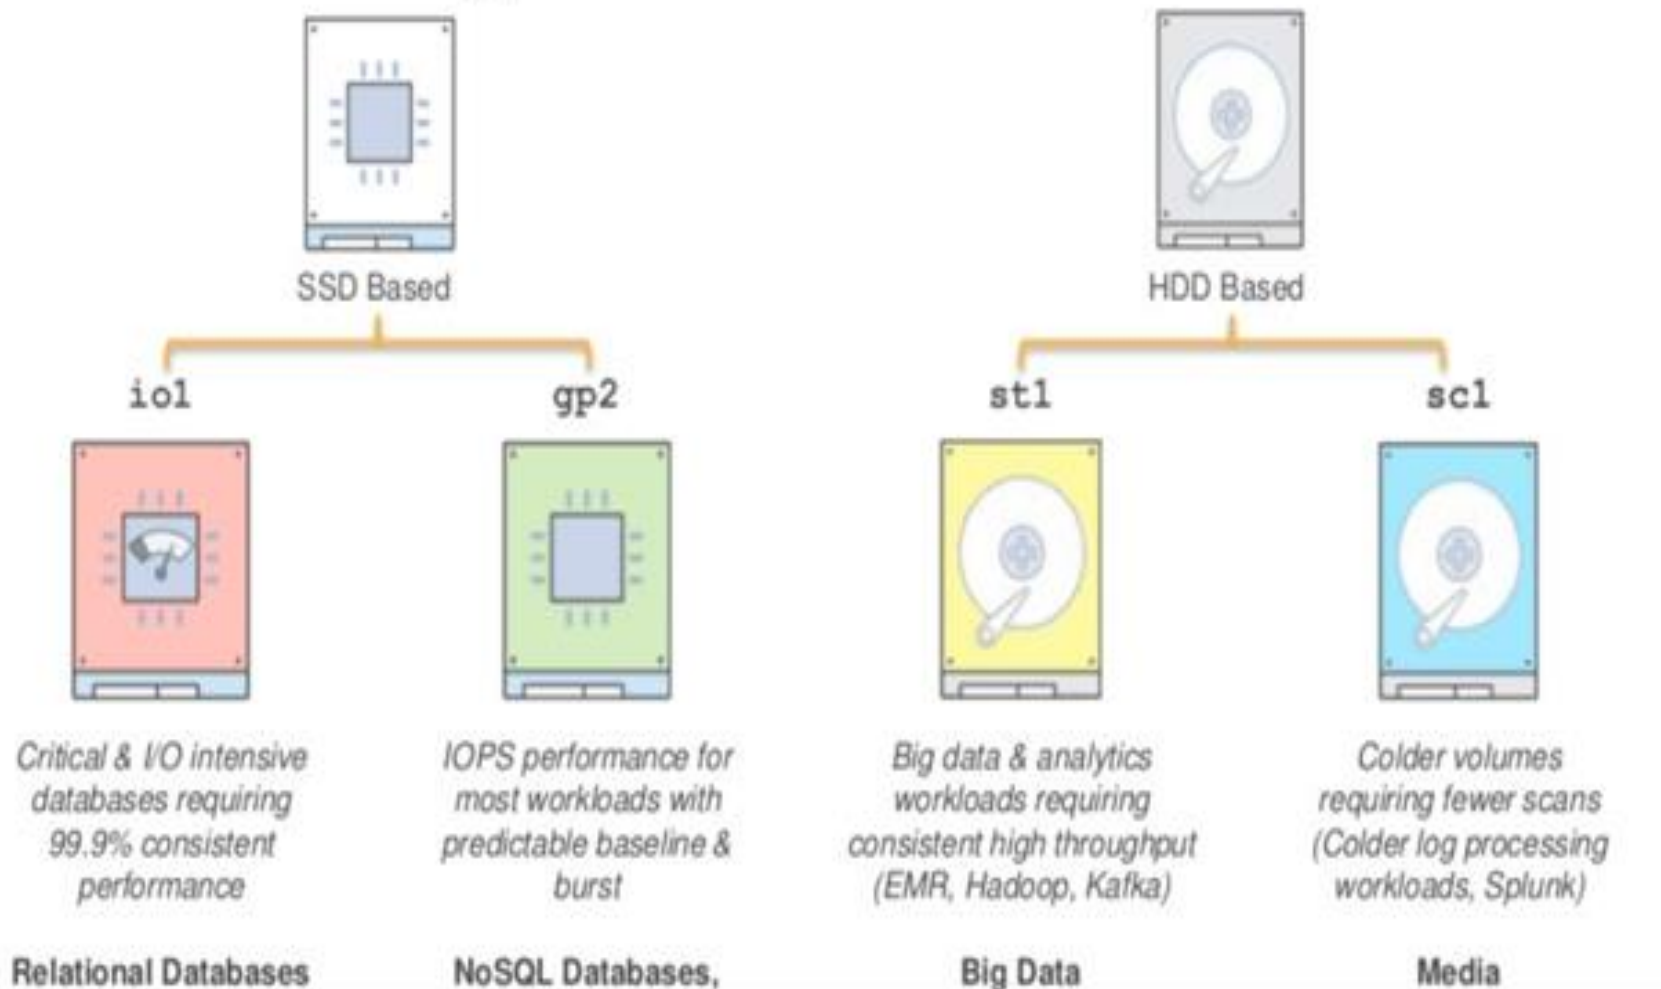 SSD Based
HDD Based
io1
gp2
st1
sc1
Critical & I/O intensive
databases requiring
99.9% consistent
performance
IOPS performance for
most workloads with
predictable baseline &
burst
Big data & analytics
workloads requiring
consistent high throughput
(EMR, Hadoop, Kafka)
Colder volumes
requiring fewer scans
(Colder log processing
workloads, Splunk)
Relational Databases
NoSQL Databases,
Big Data
Media